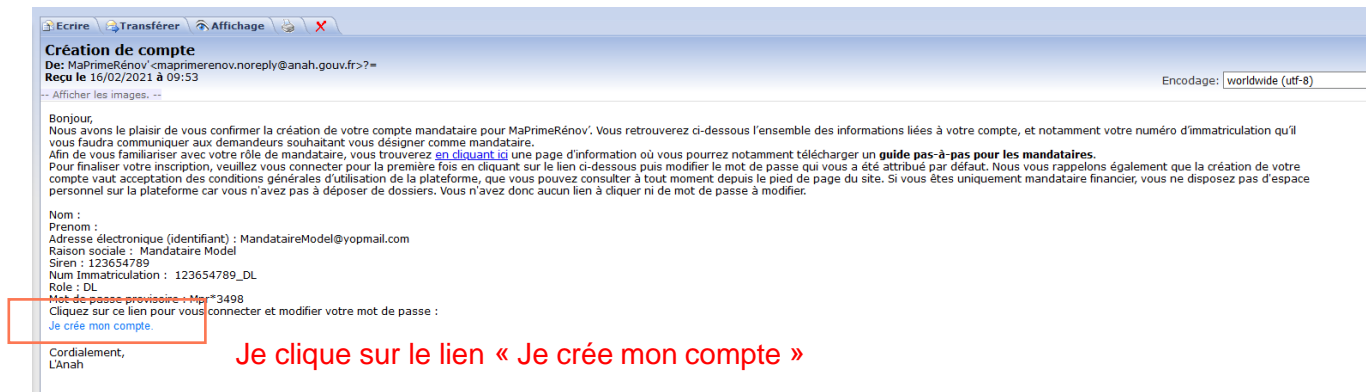 Ecrire Transférer Affichage
Création de compte
De: MaPrimeRénov'<maprimerenov.noreply@anah.gouv.fr>?=
Reçu le 16/02/2021 à 09:53
Encodage: worldwide (utf-8)
-- Afficher les images. --
Bonjour,
Nous avons le plaisir de vous confirmer la création de votre compte mandataire pour MaPrimeRénov'. Vous retrouverez ci-dessous l'ensemble des informations liées à votre compte, et notamment votre numéro d'immatriculation qu'il
vous faudra communiquer aux demandeurs souhaitant vous désigner comme mandataire.
Afin de vous familiariser avec votre rôle de mandataire, vous trouverez en cliquant ici une page d'information où vous pourrez notamment télécharger un guide pas-à-pas pour les mandataires.
Pour finaliser votre inscription, veuillez vous connecter pour la première fois en cliquant sur le lien ci-dessous puis modifier le mot de passe qui vous a été attribué par défaut. Nous vous rappelons également que la création de votre
compte vaut acceptation des conditions générales d'utilisation de la plateforme, que vous pouvez consulter à tout moment depuis le pied de page du site. Si vous êtes uniquement mandataire financier, vous ne disposez pas d'espace
personnel sur la plateforme car vous n'avez pas à déposer de dossiers. Vous n'avez donc aucun lien à cliquer ni de mot de passe à modifier.
Nom :
Prenom :
Adresse électronique (identifiant) : MandataireModel@yopmail.com
Raison sociale : Mandataire Model
Siren : 123654789
Num Immatriculation : 123654789_DL
Role : DL
Mot de passe provisoire : Mpr*3498
Cliquez sur ce lien pour vous connecter et modifier votre mot de passe :
Je crée mon compte.
Cordialement,
L'Anah
Je clique sur le lien « Je crée mon compte »